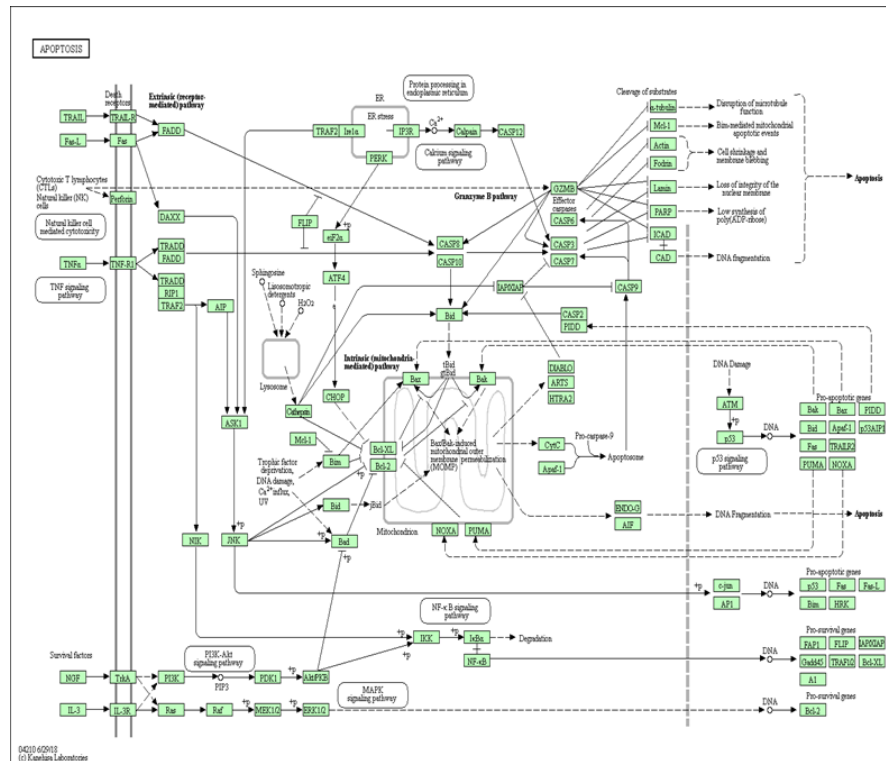 APOPTOSIS
Death
receptors
Extrinsic (receptor-
mediated) pathway
ER
ER stress
Protein processing in
endoplasmic reticulum
Cleavage of substrates
TRAIL
TRAIL-R
FADD
Fas-L
Fas
TRAF2
Ire1α
IP3R
Ca2+
Calpain
CASP12
Calcium signaling
pathway
PERK
α-tubulin
Disruption of microtubule
function
Mcl-1
Bim-mediated mitochondrial
apoptotic events
Actin
Fodrin
Cell shrinkage and
membrane blebbing
Lamin
Loss of integrity of the
nuclear membrane
PARP
Low synthesis of
ICAD
CAD
DNA fragmentation
Apoptosis
Cytotoxic T lymphocytes
(CTLs)
Natural killer (NK)
cells
Perforin
Natural killer cell
mediated cytotoxicity
DAXX
Granzyme B pathway
GZMB
Effector
caspases
CASP6
CASP3
CASP7
FLIP
+p
eIF2α
CASP8
CASP10
TNFα
TNF-R1
TRADD
FADD
TRADD
RIP1
TRAF2
AIP
TNF signaling
pathway
Sphingosine
Lisosomotropic
detergents
H2O2
Lysosome
ATF4
CASP9
Bid
CASP2
PIDD
Intrinsic (mitochondria-
mediated) pathway
tBid
Bax
Bak
DIABLO
ARTS
HTRA2
CHOP
Cathepsin
ASK1
Mcl-1
Bim
Bcl-XL
Bcl-2
Bax/Bak-induced
mitochondrial outer
membrane permeabilization
(MOMP)
CytC
Apaf-1
Pro-caspase-9
Apoptosome
DNA Damage
ATM
+p
p53
DNA
p53 signaling
pathway
Pro-apoptotic genes
Bak
Bax
PIDD
Bid
Apaf-1
p53AIP1
Fas
TRAILR2
PUMA
NOXA
Trophic factor
deprivation,
DNA damage,
Ca2+ influx,
UV
+p
Bid
jBid
Bad
+p
Mitochondrion
NOXA
PUMA
ENDO-G
AIF
DNA Fragmentation
Apoptosis
NIK
+p
JNK
+p
+p
c-jun
AP1
DNA
Pro-apoptotic genes
p53
Fas
Fas-L
Bim
HRK
NF-κB signaling
pathway
+p
+p
IKK
+p
IκBα
Degradation
NF-κB
DNA
Pro-survival genes
FAP1
FLIP
Gadd45
TRAF1/2
Bcl-XL
A1
Survival factors
NGF
TrkA
PI3K
PI3K-Akt
signaling pathway
PIP3
PDK1
+p
Akt/PKB
MAPK
signaling pathway
IL-3
IL-3R
Ras
Raf
+p
MEK1/2
+p
ERK1/2
DNA
Pro-survival genes
Bcl-2
04210 6/29/18
(c) Kanehisa Laboratories